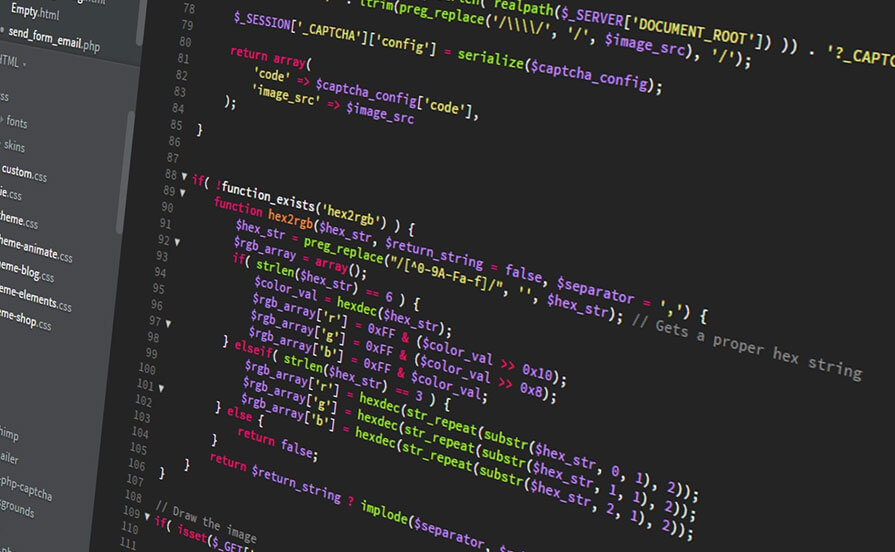 Empty.html
send_form_email.php
HTML
ss
fonts
skins
custom.css
ie.css
heme.css
heme-animate.css
eme-blog.css
eme-elements.css
eme-shop.css
himp
ailer
php-captcha
grounds
78 realpath($_SERVER['DOCUMENT_ROOT']) )) . '?_CAPTC
79 ltrim(preg_replace('/\\\\/', '/', $image_src), '/');
80 $_SESSION['_CAPTCHA']['config'] = serialize($captcha_config);
81 return array(
82 'code' => $captcha_config['code'],
83 'image_src' => $image_src
84 );
85 }
86
87
88 if( !function_exists('hex2rgb') ) {
89 function hex2rgb($hex_str, $return_string = false, $separator = ',') {
90 $hex_str = preg_replace("/[^0-9A-Fa-f]/", '', $hex_str); // Gets a proper hex string
91 $rgb_array = array();
92 if( strlen($hex_str) == 6 ) {
93 $color_val = hexdec($hex_str);
94 $rgb_array['r'] = 0xFF & ($color_val >> 0x10);
95 $rgb_array['g'] = 0xFF & ($color_val >> 0x8);
96 $rgb_array['b'] = 0xFF & $color_val;
97 } elseif( strlen($hex_str) == 3 ) {
98 $rgb_array['r'] = hexdec(str_repeat(substr($hex_str, 0, 1), 2));
99 $rgb_array['g'] = hexdec(str_repeat(substr($hex_str, 1, 1), 2));
100 $rgb_array['b'] = hexdec(str_repeat(substr($hex_str, 2, 1), 2));
101 } else {
102 return false;
103 }
104 return $return_string ? implode($separator,
105 }
106 }
107
108 // Draw the image
109 if( isset($_GET['
110
111